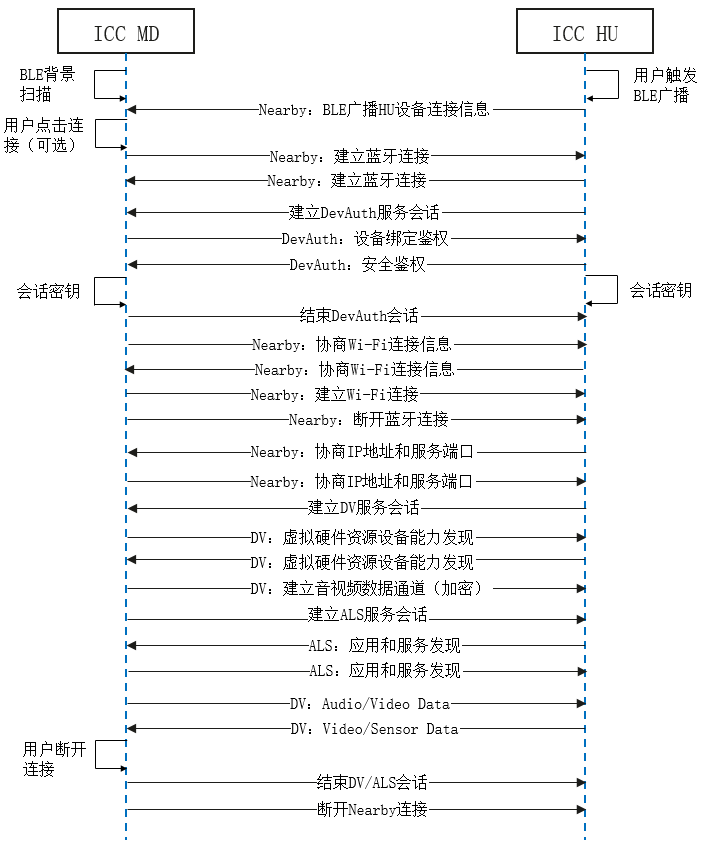 ICC MD
ICC HU
BLE背景
扫描
用户触发
BLE广播
Nearby：BLE广播HU设备连接信息
用户点击连
接（可选）
Nearby：建立蓝牙连接
Nearby：建立蓝牙连接
建立DevAuth服务会话
DevAuth：设备绑定鉴权
DevAuth：安全鉴权
会话密钥
会话密钥
结束DevAuth会话
Nearby：协商Wi-Fi连接信息
Nearby：协商Wi-Fi连接信息
Nearby：建立Wi-Fi连接
Nearby：断开蓝牙连接
Nearby：协商IP地址和服务端口
Nearby：协商IP地址和服务端口
建立DV服务会话
DV：虚拟硬件资源设备能力发现
DV：虚拟硬件资源设备能力发现
DV：建立音视频数据通道（加密）
建立ALS服务会话
ALS：应用和服务发现
ALS：应用和服务发现
DV：Audio/Video Data
DV：Video/Sensor Data
用户断开
连接
结束DV/ALS会话
断开Nearby连接